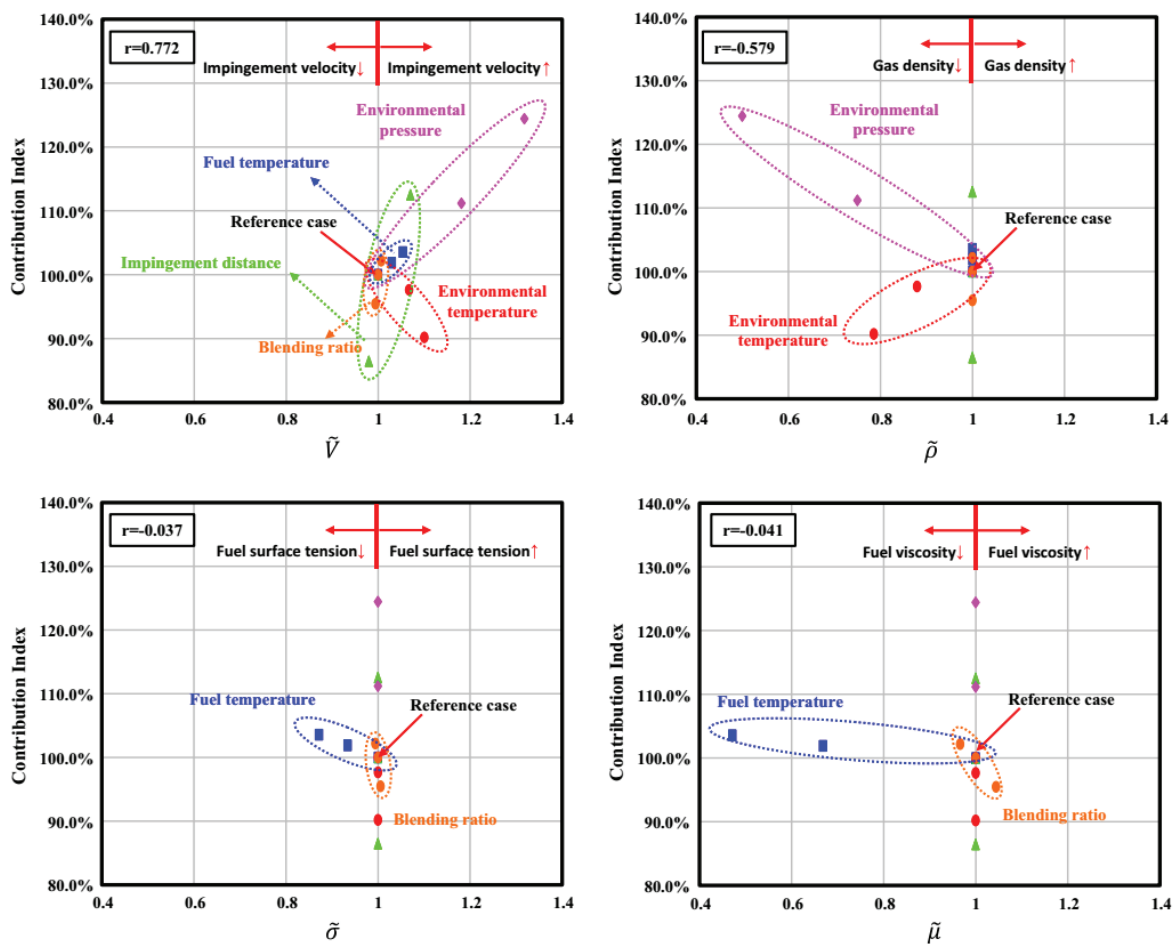 140.0%
r=0.772
Impingement velocity↓ Impingement velocity↑
130.0%
Environmental
pressure
120.0%
Fuel temperature
110.0%
Reference case
100.0%
Impingement distance
Environmental
temperature
90.0%
Blending ratio
80.0%
0.4 0.6 0.8 1 1.2 1.4
Contribution Index
Ṽ
140.0%
r=-0.579
Gas density↓ Gas density↑
130.0%
Environmental
pressure
120.0%
110.0%
Reference case
100.0%
Environmental
temperature
90.0%
80.0%
0.4 0.6 0.8 1 1.2 1.4
Contribution Index
ρ̃
140.0%
r=-0.037
Fuel surface tension↓ Fuel surface tension↑
130.0%
120.0%
110.0%
Fuel temperature
Reference case
100.0%
90.0%
Blending ratio
80.0%
0.4 0.6 0.8 1 1.2 1.4
Contribution Index
σ̃
140.0%
r=-0.041
Fuel viscosity↓ Fuel viscosity↑
130.0%
120.0%
110.0%
Fuel temperature
Reference case
100.0%
90.0%
Blending ratio
80.0%
0.4 0.6 0.8 1 1.2 1.4
Contribution Index
μ̃